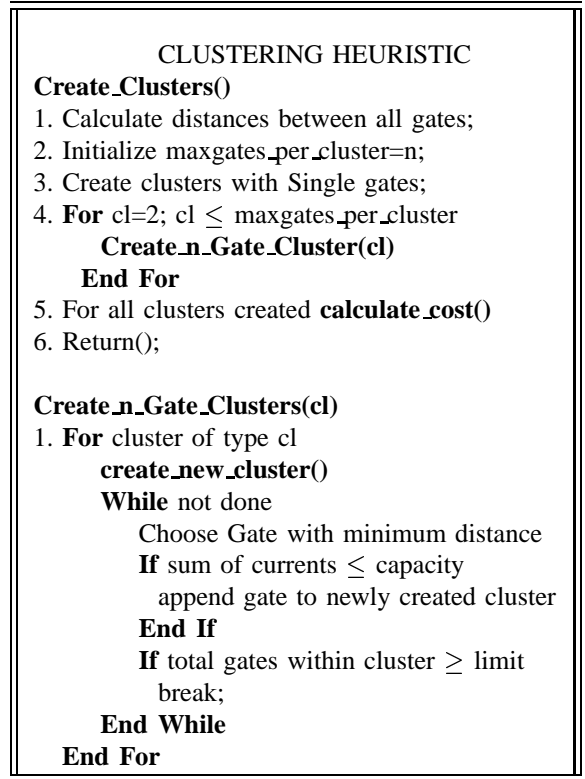 CLUSTERING HEURISTIC
Create_Clusters()
1. Calculate distances between all gates;
2. Initialize maxgates_per_cluster=n;
3. Create clusters with Single gates;
4. For cl=2; cl ≤ maxgates_per_cluster
Create_n_Gate_Cluster(cl)
End For
5. For all clusters created calculate_cost()
6. Return();
Create_n_Gate_Clusters(cl)
1. For cluster of type cl
create_new_cluster()
While not done
Choose Gate with minimum distance
If sum of currents ≤ capacity
append gate to newly created cluster
End If
If total gates within cluster ≥ limit
break;
End While
End For